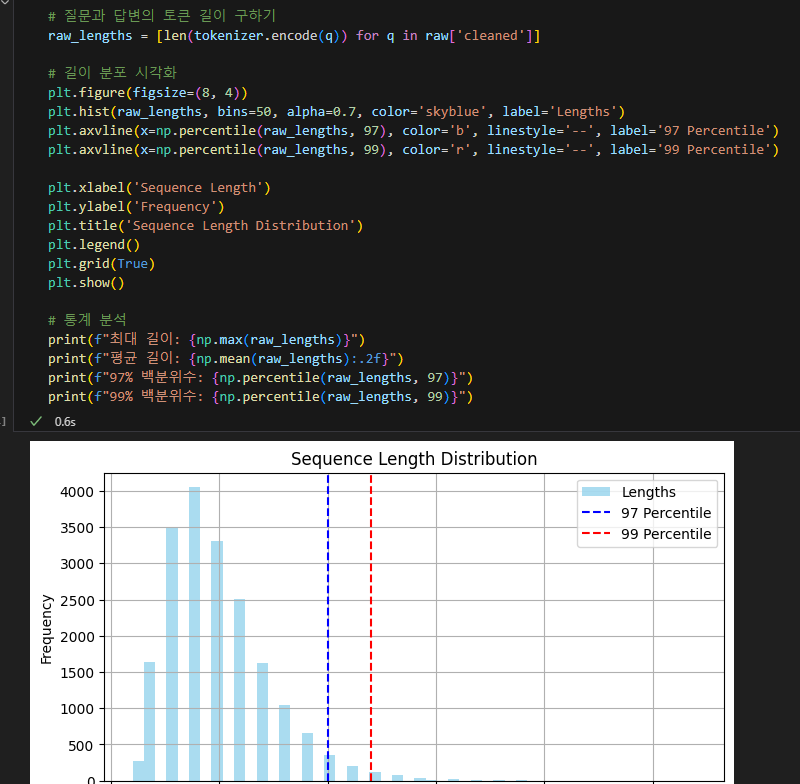 # 질문과 답변의 토큰 길이 구하기
raw_lengths = [len(tokenizer.encode(q)) for q in raw['cleaned']]
# 길이 분포 시각화
plt.figure(figsize=(8, 4))
plt.hist(raw_lengths, bins=50, alpha=0.7, color='skyblue', label='Lengths')
plt.axvline(x=np.percentile(raw_lengths, 97), color='b', linestyle='--', label='97 Percentile')
plt.axvline(x=np.percentile(raw_lengths, 99), color='r', linestyle='--', label='99 Percentile')
plt.xlabel('Sequence Length')
plt.ylabel('Frequency')
plt.title('Sequence Length Distribution')
plt.legend()
plt.grid(True)
plt.show()
# 통계 분석
print(f"최대 길이: {np.max(raw_lengths)}")
print(f"평균 길이: {np.mean(raw_lengths):.2f}")
print(f"97% 백분위수: {np.percentile(raw_lengths, 97)}")
print(f"99% 백분위수: {np.percentile(raw_lengths, 99)}")
] ✓ 0.6s
Sequence Length Distribution
Lengths
97 Percentile
99 Percentile
Frequency
4000
3500
3000
2500
2000
1500
1000
500
0